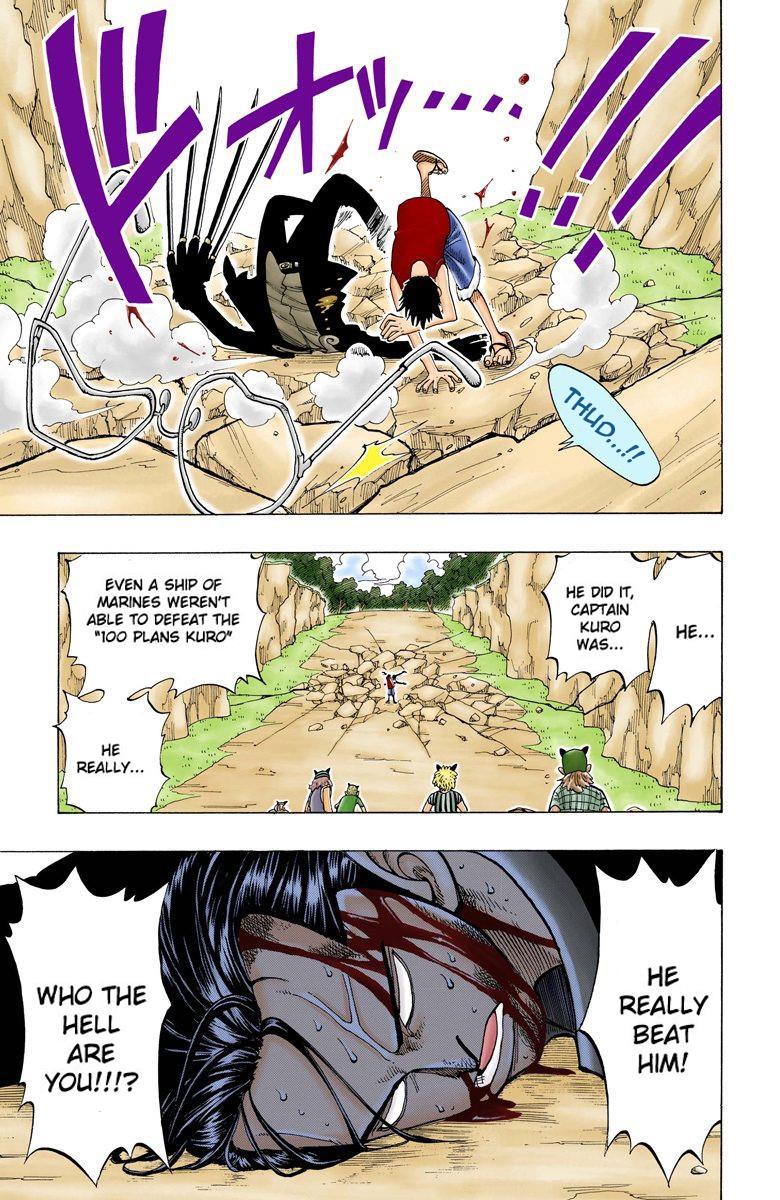 ドオッ…‥!!!
THUD...!!
HE...
HE DID IT,
CAPTAIN
KURO
WAS...
EVEN A SHIP OF
MARINES WEREN'T
ABLE TO DEFEAT THE
"100 PLANS KURO"
HE
REALLY...
HE
REALLY
BEAT
HIM!
WHO THE
HELL
ARE
YOU!!!?